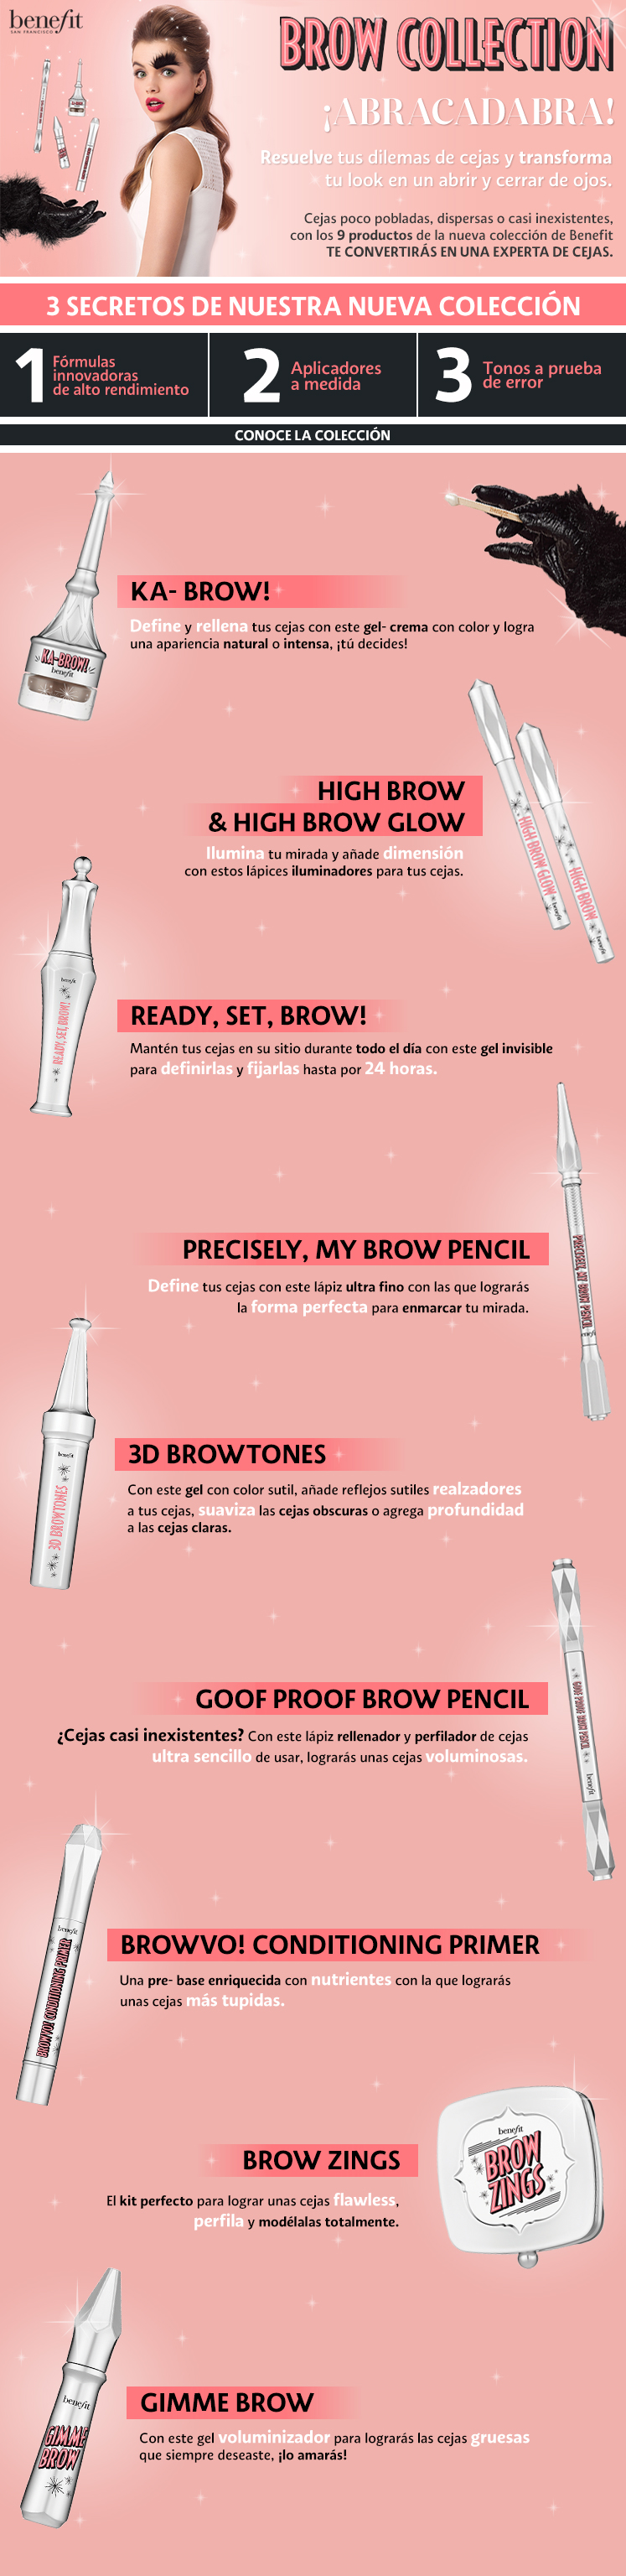 benefit
SAN FRANCISCO
BROW COLLECTION
¡ABRACADABRA!
Resuelve tus dilemas de cejas y transforma
tu look en un abrir y cerrar de ojos.
Cejas poco pobladas, dispersas o casi inexistentes,
con los 9 productos de la nueva colección de Benefit
TE CONVERTIRÁS EN UNA EXPERTA DE CEJAS.
3 SECRETOS DE NUESTRA NUEVA COLECCIÓN
1 Fórmulas
innovadoras
de alto rendimiento
2 Aplicadores
a medida
3 Tonos a prueba
de error
CONOCE LA COLECCIÓN
KA-BROW!
benefit
KA- BROW!
Define y rellena tus cejas con este gel- crema con color y logra
una apariencia natural o intensa, ¡tú decides!
HIGH BROW
& HIGH BROW GLOW
Ilumina tu mirada y añade dimensión
con estos lápices iluminadores para tus cejas.
HIGH BROW GLOW benefit
HIGH BROW benefit
benefit
READY, SET, BROW!
READY, SET, BROW!
Mantén tus cejas en su sitio durante todo el día con este gel invisible
para definirlas y fijarlas hasta por 24 horas.
PRECISELY, MY BROW PENCIL
Define tus cejas con este lápiz ultra fino con las que lograrás
la forma perfecta para enmarcar tu mirada.
PRECISELY, MY BROW PENCIL
benefit
benefit
3D BROWTONES
3D BROWTONES
Con este gel con color sutil, añade reflejos sutiles realzadores
a tus cejas, suaviza las cejas obscuras o agrega profundidad
a las cejas claras.
GOOF PROOF BROW PENCIL
¿Cejas casi inexistentes? Con este lápiz rellenador y perfilador de cejas
ultra sencillo de usar, lograrás unas cejas voluminosas.
GOOF PROOF BROW PENCIL
benefit
benefit
BROWVO! CONDITIONING PRIMER
BROWVO! CONDITIONING PRIMER
Una pre- base enriquecida con nutrientes con la que lograrás
unas cejas más tupidas.
BROW ZINGS
El kit perfecto para lograr unas cejas flawless,
perfila y modélalas totalmente.
benefit
BROW
ZINGS
benefit
GIMME
BROW
GIMME BROW
Con este gel voluminizador para lograrás las cejas gruesas
que siempre deseaste, ¡lo amarás!